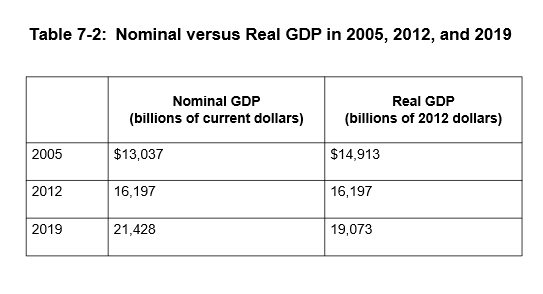 Table 7-2: Nominal versus Real GDP in 2005, 2012, and 2019
Nominal GDP Real GDP
(billions of current dollars) (billions of 2012 dollars)
2005 $13,037 $14,913
2012 16,197 16,197
2019 21,428 19,073